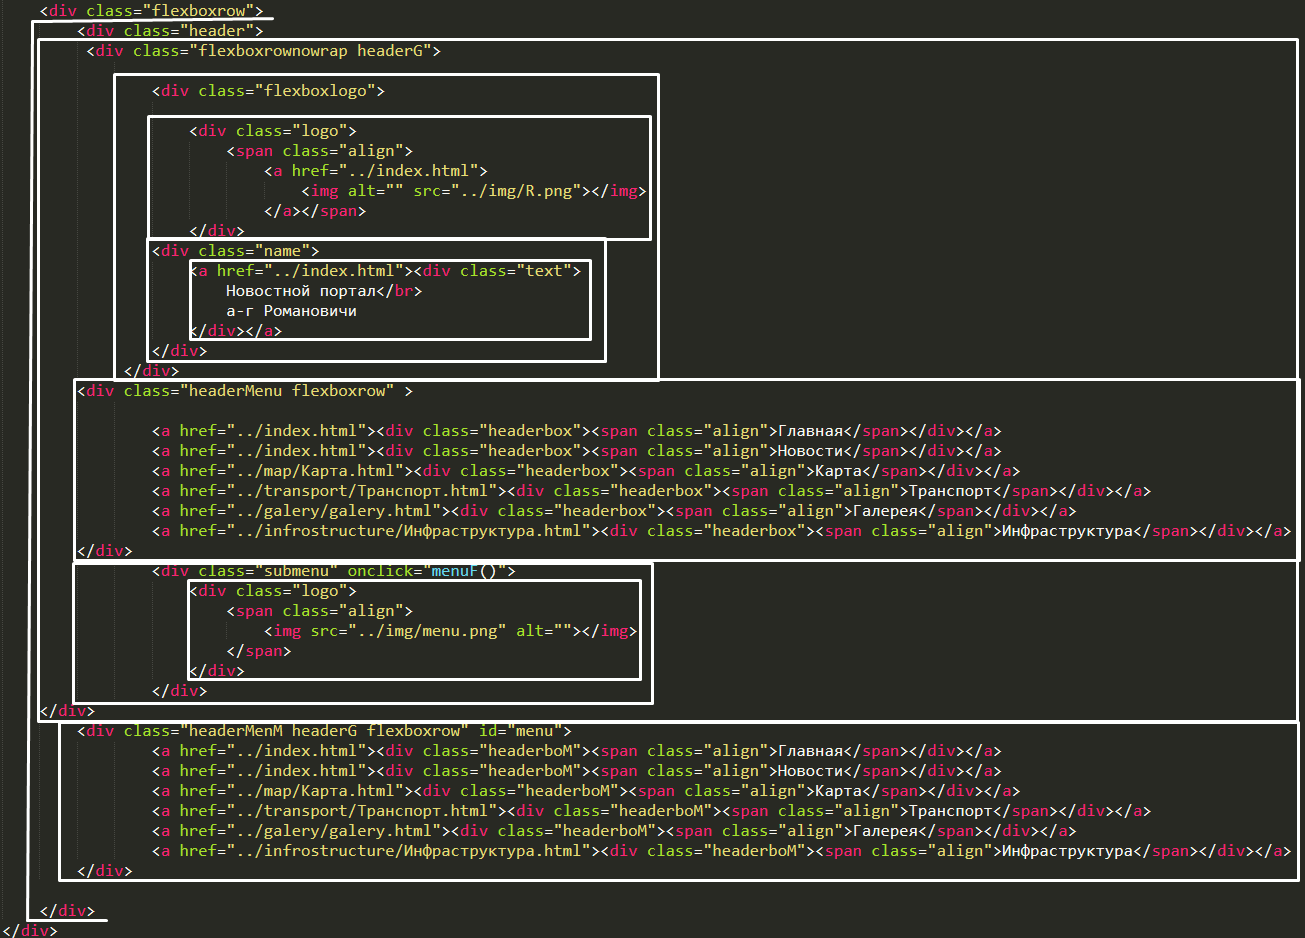 <div class="flexboxrow">
<div class="header">
<div class="flexboxrownowrap headerG">
<div class="flexboxlogo">
<div class="logo">
<span class="align">
<a href="../index.html">
<img alt="" src="../img/R.png"></img>
</a></span>
</div>
<div class="name">
<a href="../index.html"><div class="text">
Новостной портал</br>
а-г Романовичи
</div></a>
</div>
</div>
<div class="headerMenu flexboxrow" >
<a href="../index.html"><div class="headerbox"><span class="align">Главная</span></div></a>
<a href="../index.html"><div class="headerbox"><span class="align">Новости</span></div></a>
<a href="../map/Карта.html"><div class="headerbox"><span class="align">Карта</span></div></a>
<a href="../transport/Транспорт.html"><div class="headerbox"><span class="align">Транспорт</span></div></a>
<a href="../galery/galery.html"><div class="headerbox"><span class="align">Галерея</span></div></a>
<a href="../infrostructure/Инфраструктура.html"><div class="headerbox"><span class="align">Инфраструктура</span></div></a>
</div>
<div class="submenu" onclick="menuF()">
<div class="logo">
<span class="align">
<img src="../img/menu.png" alt=""></img>
</span>
</div>
</div>
</div>
<div class="headerMenM headerG flexboxrow" id="menu">
<a href="../index.html"><div class="headerboM"><span class="align">Главная</span></div></a>
<a href="../index.html"><div class="headerboM"><span class="align">Новости</span></div></a>
<a href="../map/Карта.html"><div class="headerboM"><span class="align">Карта</span></div></a>
<a href="../transport/Транспорт.html"><div class="headerboM"><span class="align">Транспорт</span></div></a>
<a href="../galery/galery.html"><div class="headerboM"><span class="align">Галерея</span></div></a>
<a href="../infrostructure/Инфраструктура.html"><div class="headerboM"><span class="align">Инфраструктура</span></div></a>
</div>
</div>
</div>